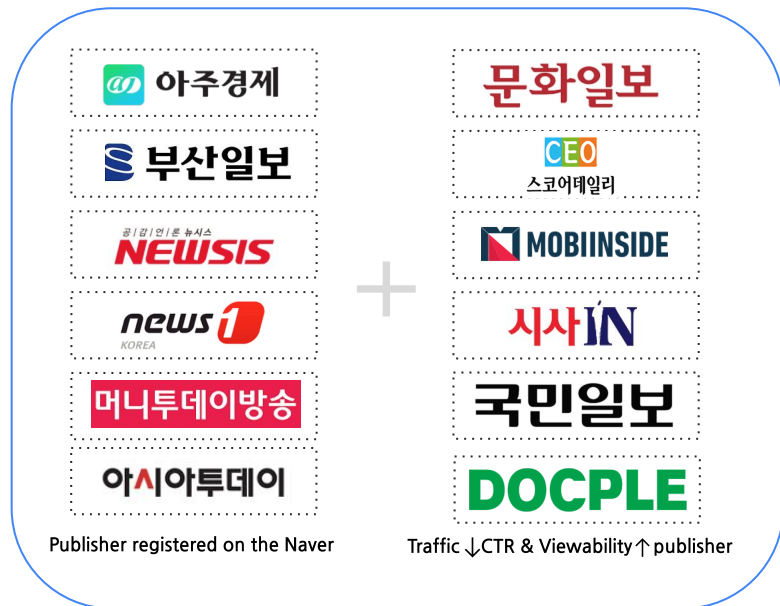 아주경제
부산일보
공|감|언|론 뉴시스
NEWSIS
news1
KOREA
머니투데이방송
아시아투데이
Publisher registered on the Naver
문화일보
CEO
스코어데일리
MOBIINSIDE
시사IN
국민일보
DOCPLE
Traffic ↓CTR & Viewability↑publisher
+